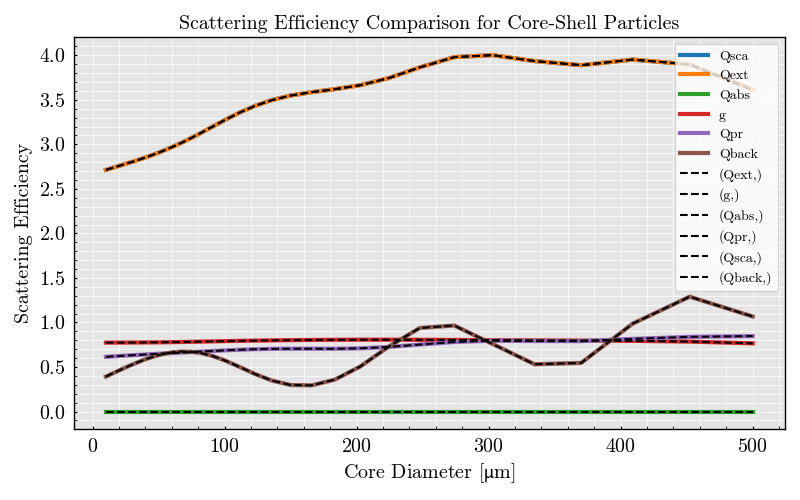 Scattering Efficiency Comparison for Core-Shell Particles
Scattering Efficiency
4.0
3.5
3.0
2.5
2.0
1.5
1.0
0.5
0.0
Qsca
Qext
Qabs
g
Qpr
Qback
(Qext,)
(g,)
(Qabs,)
(Qpr,)
(Qsca,)
(Qback,)
0 100 200 300 400 500
Core Diameter [µm]